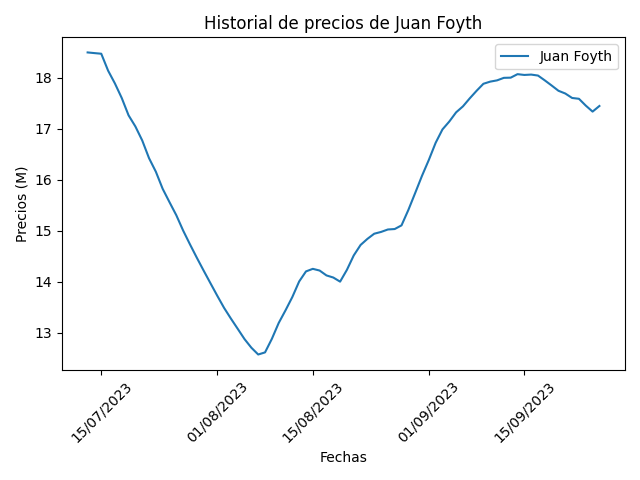 Historial de precios de Juan Foyth
Juan Foyth
Precios (M)
18
17
16
15
14
13
15/07/2023
01/08/2023
15/08/2023
01/09/2023
15/09/2023
Fechas